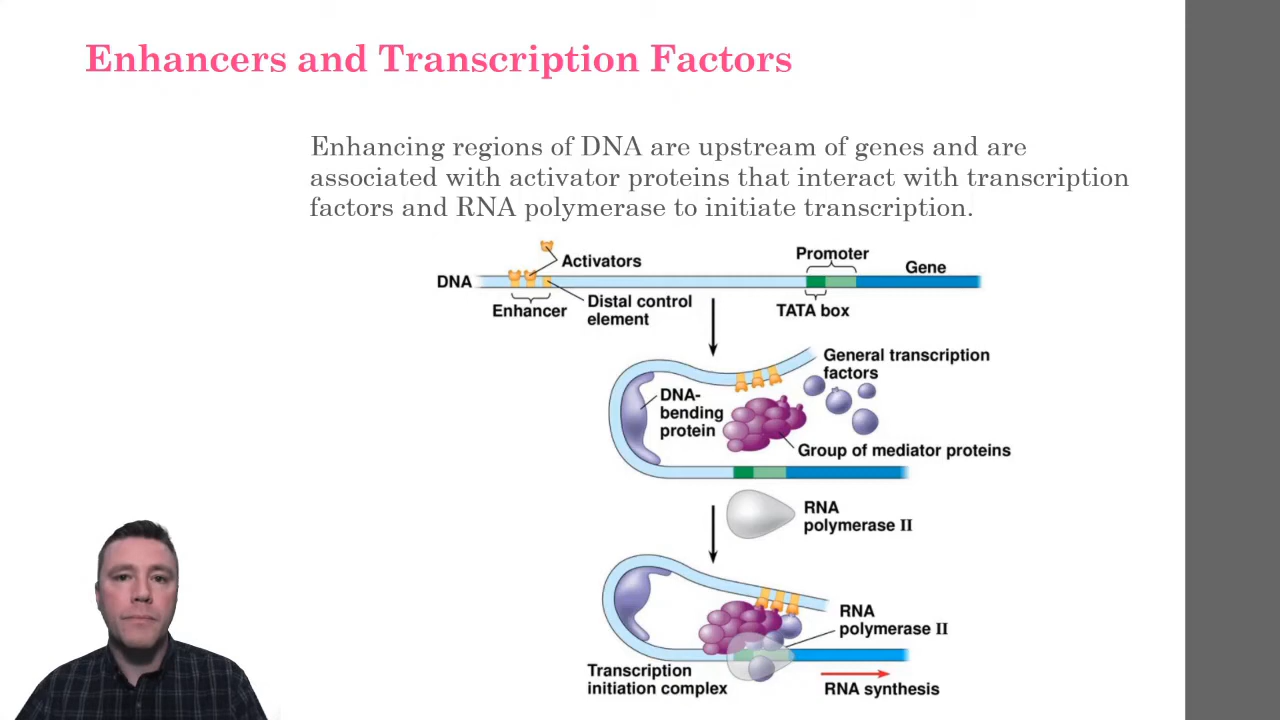 Enhancers and Transcription Factors
Enhancing regions of DNA are upstream of genes and are
associated with activator proteins that interact with transcription
factors and RNA polymerase to initiate transcription.
Promoter
Activators
Gene
DNA
Distal control
element
Enhancer
TATA box
General transcription
factors
DNA-
bending
protein
Group of mediator proteins
RNA
polymerase II
RNA
polymerase II
Transcription
initiation complex
RNA synthesis